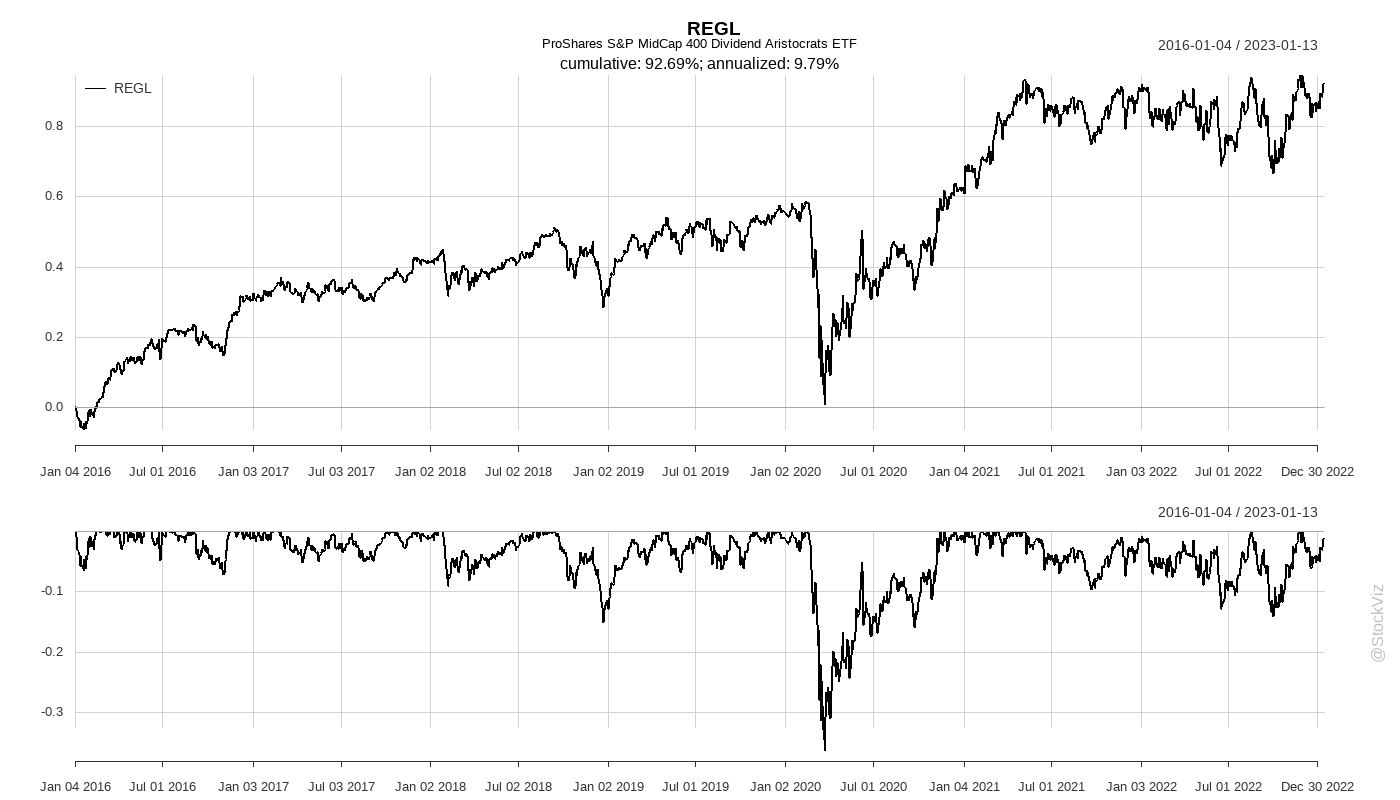 REGL
ProShares S&P MidCap 400 Dividend Aristocrats ETF
2016-01-04 / 2023-01-13
cumulative: 92.69%; annualized: 9.79%
REGL
0.8
0.6
0.4
0.2
0.0
Jan 04 2016 Jul 01 2016 Jan 03 2017 Jul 03 2017 Jan 02 2018 Jul 02 2018 Jan 02 2019 Jul 01 2019 Jan 02 2020 Jul 01 2020 Jan 04 2021 Jul 01 2021 Jan 03 2022 Jul 01 2022 Dec 30 2022
2016-01-04 / 2023-01-13
-0.1
-0.2
-0.3
Jan 04 2016 Jul 01 2016 Jan 03 2017 Jul 03 2017 Jan 02 2018 Jul 02 2018 Jan 02 2019 Jul 01 2019 Jan 02 2020 Jul 01 2020 Jan 04 2021 Jul 01 2021 Jan 03 2022 Jul 01 2022 Dec 30 2022
@StockViz